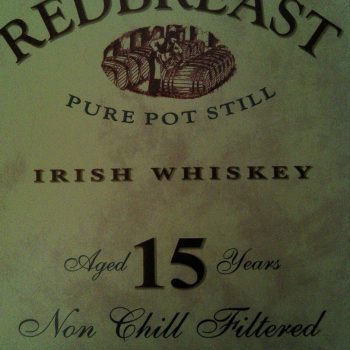 REDBREAST
PURE POT STILL
IRISH WHISKEY
Aged 15 Years
Non Chill Filtered